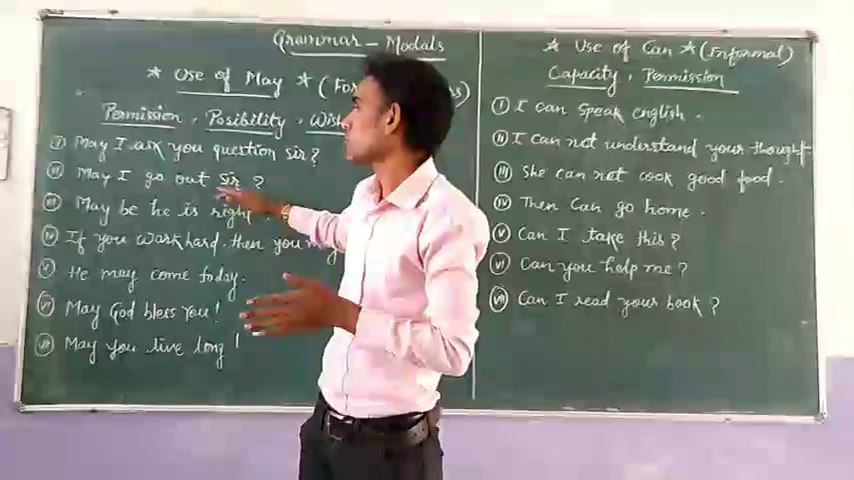 Grammar - Modals
* Use of May * (For
Permission, Posibility, Wish
(i) May I ask you question sir?
(ii) May I go out sir ?
(iii) May be he is right
(iv) If you work hard. then you
(v) He may come today.
(vi) May God bless You!
(vii) May you live long!
* Use of Can * (Informal)
Capacity, Permission
(i) I can Speak english.
(ii) I can not understand your thought.
(iii) She can not cook good food.
(iv) Then Can go home.
(v) Can I take this?
(vi) Can you help me?
(vii) Can I read your book?